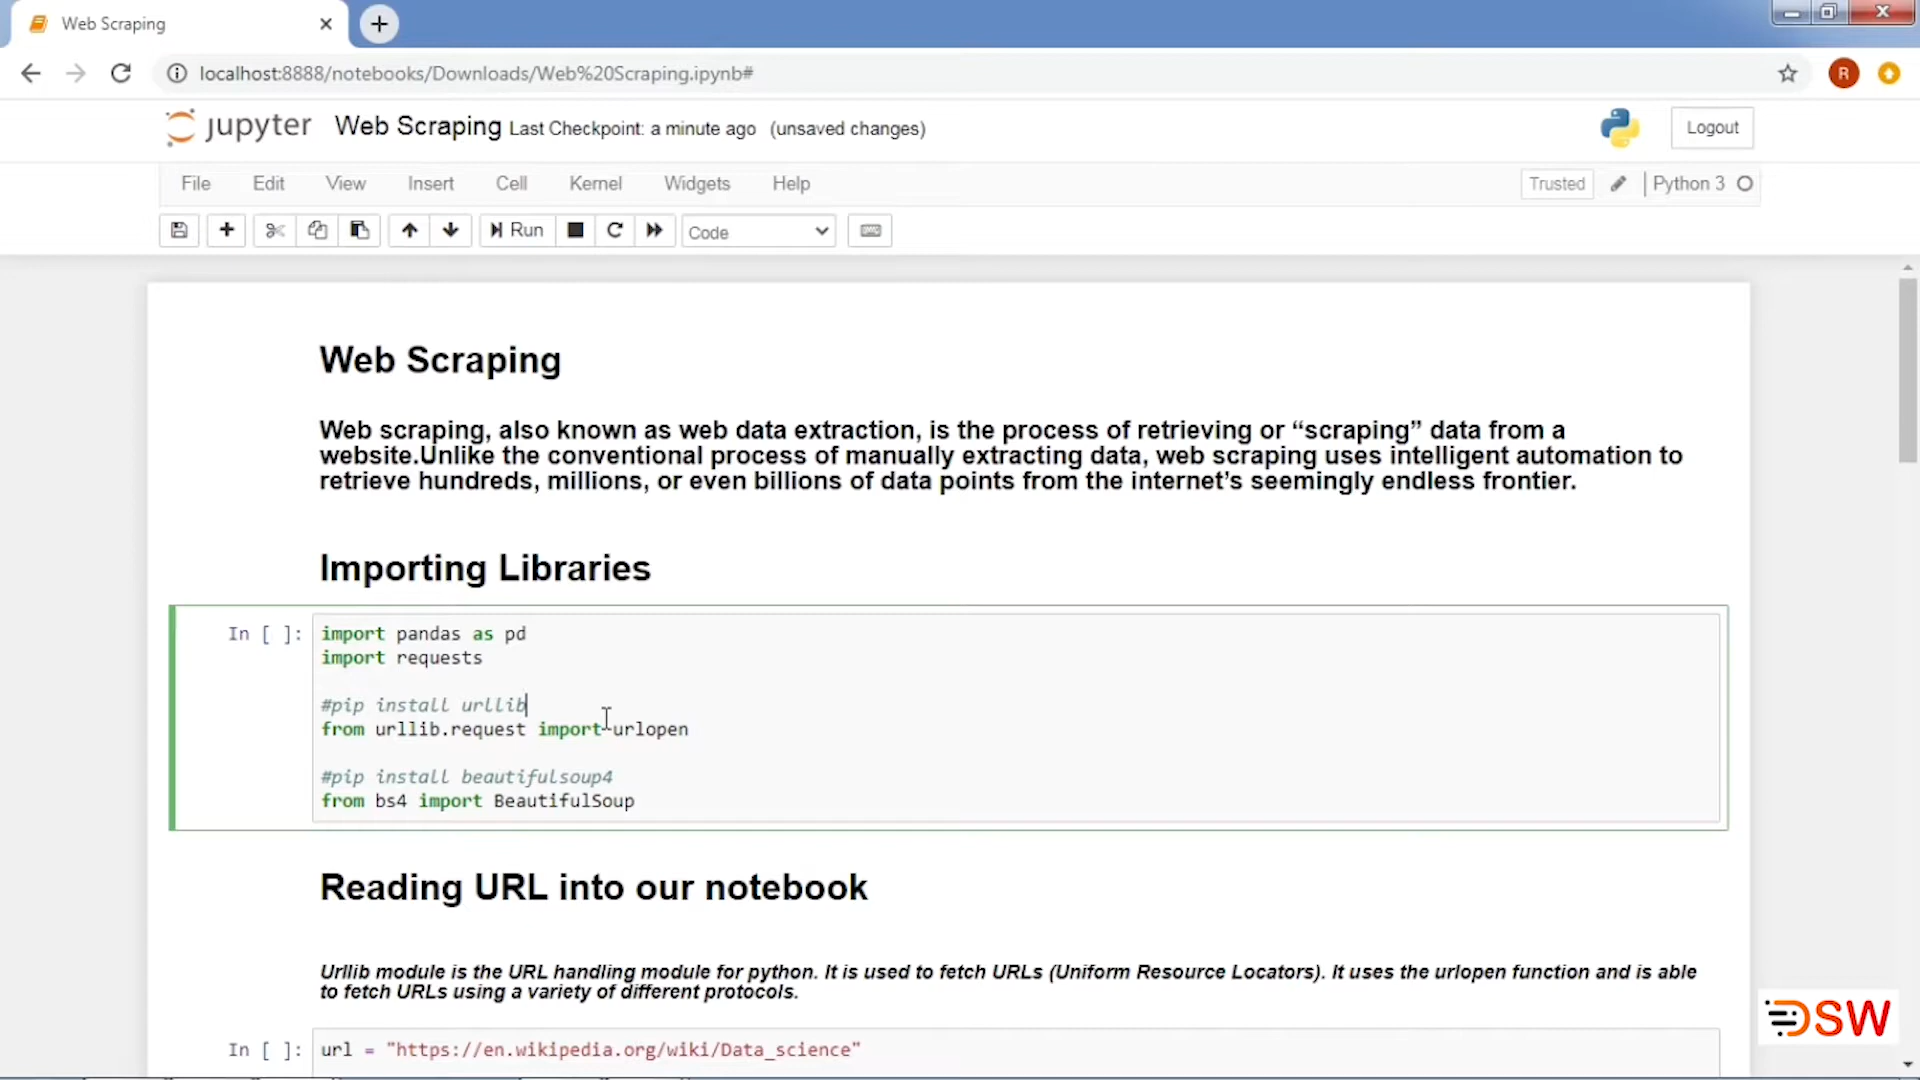 Web Scraping
localhost:8888/notebooks/Downloads/Web%20Scraping.ipynb#
R
jupyter Web Scraping Last Checkpoint: a minute ago (unsaved changes)
Logout
File Edit View Insert Cell Kernel Widgets Help
Trusted Python 3
Run Code
Web Scraping
Web scraping, also known as web data extraction, is the process of retrieving or “scraping” data from a
website.Unlike the conventional process of manually extracting data, web scraping uses intelligent automation to
retrieve hundreds, millions, or even billions of data points from the internet’s seemingly endless frontier.
Importing Libraries
In [ ]: import pandas as pd
import requests
#pip install urllib
from urllib.request import urlopen
#pip install beautifulsoup4
from bs4 import BeautifulSoup
Reading URL into our notebook
Urllib module is the URL handling module for python. It is used to fetch URLs (Uniform Resource Locators). It uses the urlopen function and is able
to fetch URLs using a variety of different protocols.
DSW
In [ ]: url = "https://en.wikipedia.org/wiki/Data_science"